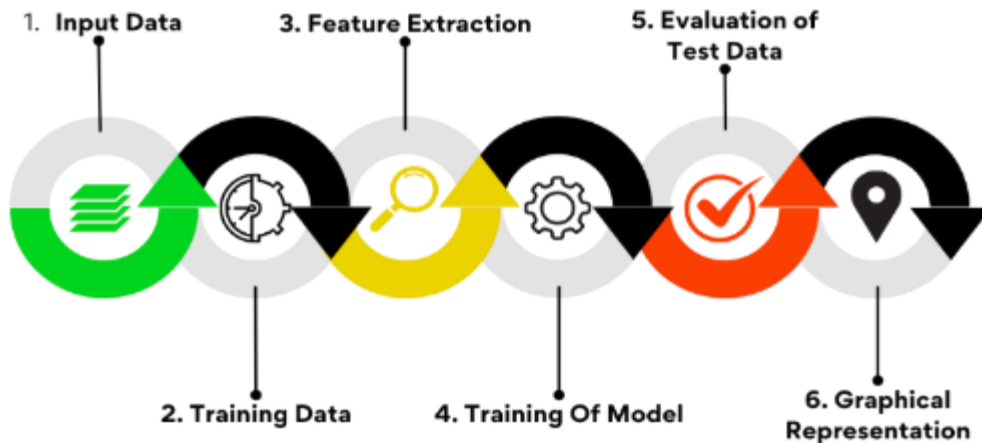 1. Input Data
2. Training Data
3. Feature Extraction
4. Training Of Model
5. Evaluation of
Test Data
6. Graphical
Representation